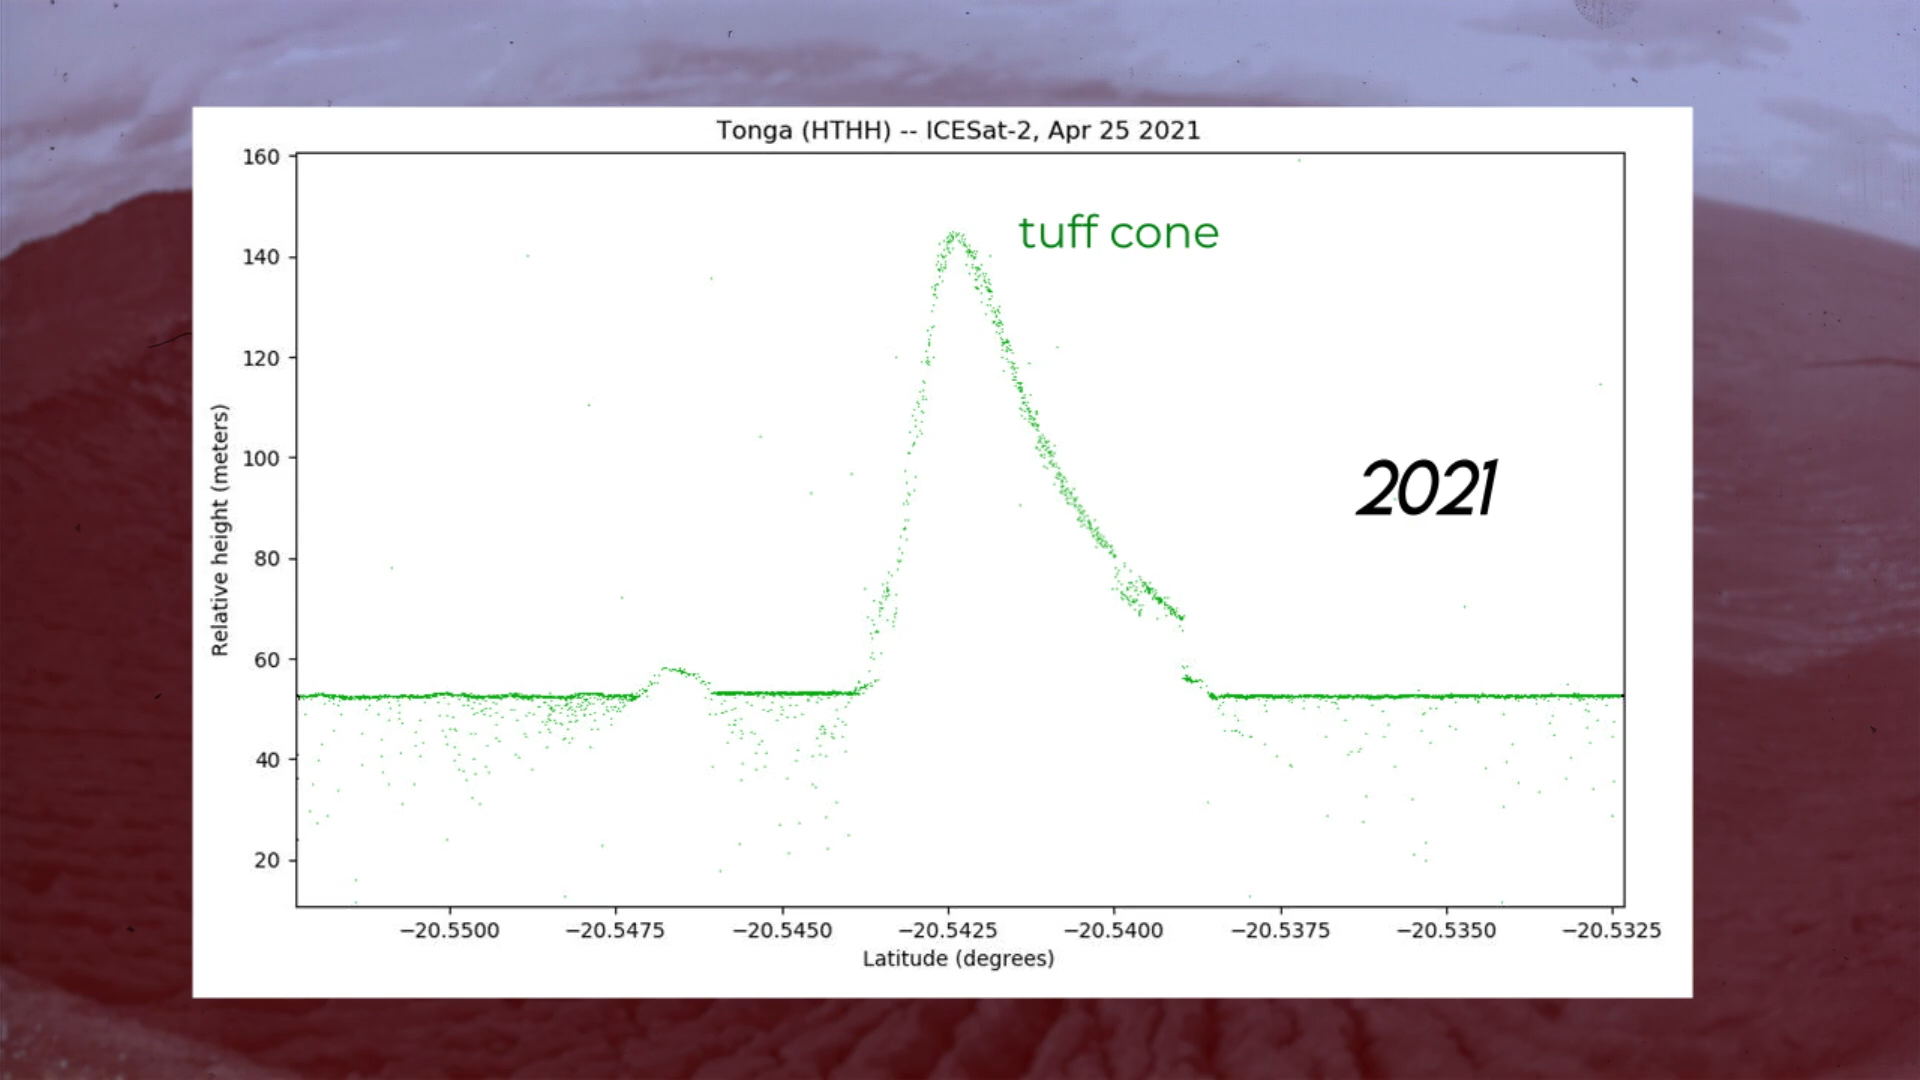 Tonga (HTHH) -- ICESat-2, Apr 25 2021
160
140
120
100
80
60
40
20
Relative height (meters)
tuff cone
2021
−20.5500 −20.5475 −20.5450 −20.5425 −20.5400 −20.5375 −20.5350 −20.5325
Latitude (degrees)